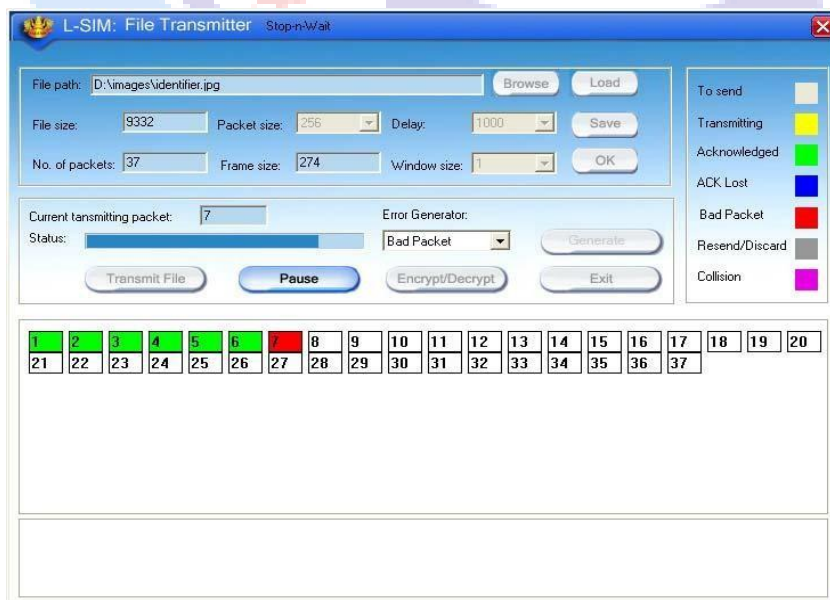 L-SIM: File Transmitter Stop-n-Wait
File path: D:\images\identifier.jpg Browse Load
File size: 9332 Packet size: 256 Delay: 1000 Save
No. of packets: 37 Frame size: 274 Window size: 1 OK
Current tansmitting packet: 7 Error Generator:
Status: Bad Packet Generate
Transmit File Pause Encrypt/Decrypt Exit
To send
Transmitting
Acknowledged
ACK Lost
Bad Packet
Resend/Discard
Collision
1 2 3 4 5 6 7 8 9 10 11 12 13 14 15 16 17 18 19 20
21 22 23 24 25 26 27 28 29 30 31 32 33 34 35 36 37